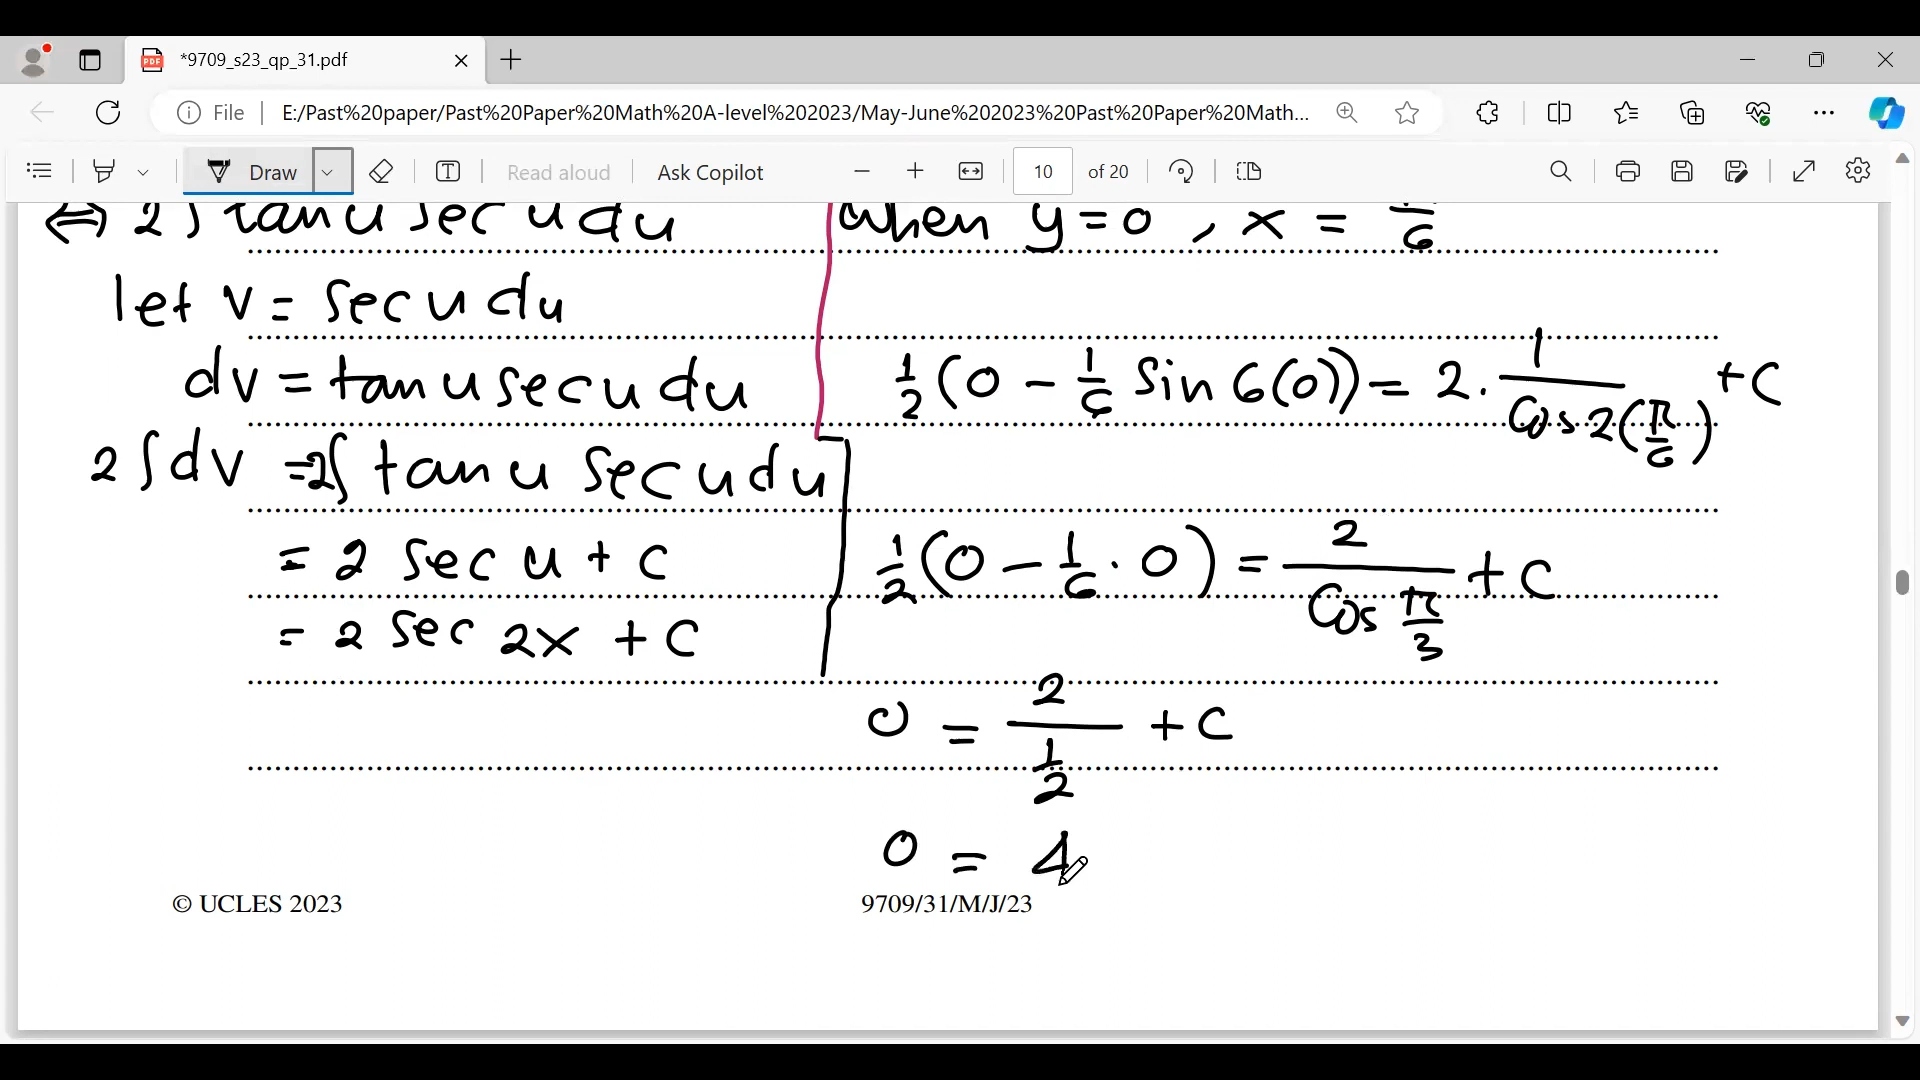 *9709_s23_qp_31.pdf
File
E:/Past%20paper/Past%20Paper%20Math%20A-level%202023/May-June%202023%20Past%20Paper%20Math...
Draw
Read aloud
Ask Copilot
10 of 20
⇔ 2 ∫ tan u sec u du
let v = sec u du
dv = tan u sec u du
2 ∫ dv = 2∫ tan u sec u du
= 2 sec u + c
= 2 sec 2x + c
when y = 0 , x = π/6
1/2 (0 - 1/6 sin 6(0)) = 2 . 1/cos 2(π/6) + c
1/2 (0 - 1/6 . 0) = 2/cos π/3 + c
0 = 2/(1/2) + c
0 = 4
© UCLES 2023
9709/31/M/J/23